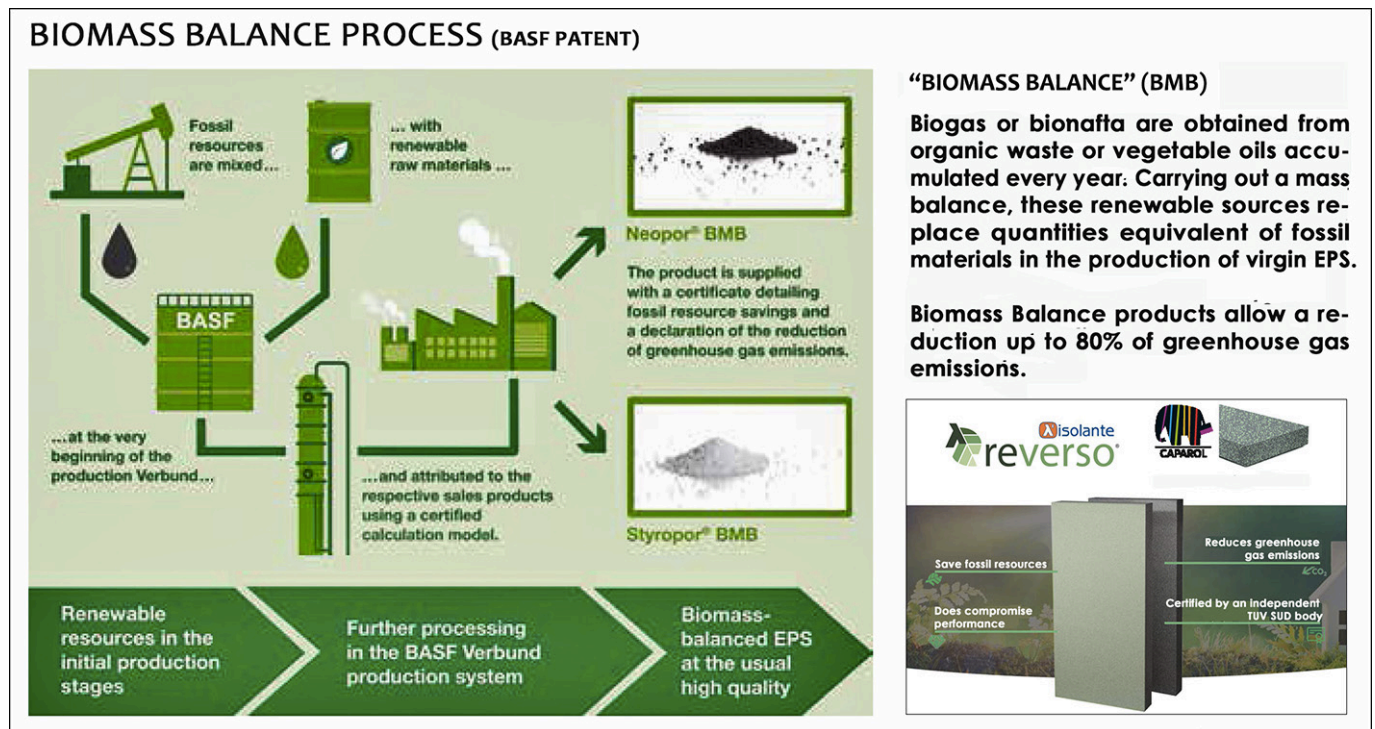 BIOMASS BALANCE PROCESS (BASF PATENT)
Fossil
resources
are mixed...
... with
renewable
raw materials ...
BASF
...at the very
beginning of the
production Verbund...
...and attributed to the
respective sales products
using a certified
calculation model.
Neopor® BMB
The product is supplied
with a certificate detailing
fossil resource savings and
a declaration of the reduction
of greenhouse gas emissions.
Styropor® BMB
Renewable
resources in the
initial production
stages
Further processing
in the BASF Verbund
production system
Biomass-
balanced EPS
at the usual
high quality
“BIOMASS BALANCE” (BMB)
Biogas or bionafta are obtained from
organic waste or vegetable oils accu-
mulated every year. Carrying out a mass
balance, these renewable sources re-
place quantities equivalent of fossil
materials in the production of virgin EPS.
Biomass Balance products allow a re-
duction up to 80% of greenhouse gas
emissions.
isolante
reverso®
CAPAROL
Save fossil resources
Does compromise
performance
Reduces greenhouse
gas emissions
CO₂
Certified by an independent
TUV SUD body